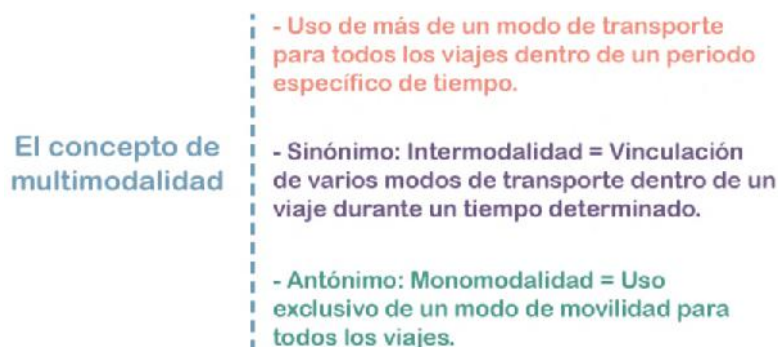 El concepto de
multimodalidad
- Uso de más de un modo de transporte
para todos los viajes dentro de un periodo
específico de tiempo.
- Sinónimo: Intermodalidad = Vinculación
de varios modos de transporte dentro de un
viaje durante un tiempo determinado.
- Antónimo: Monomodalidad = Uso
exclusivo de un modo de movilidad para
todos los viajes.